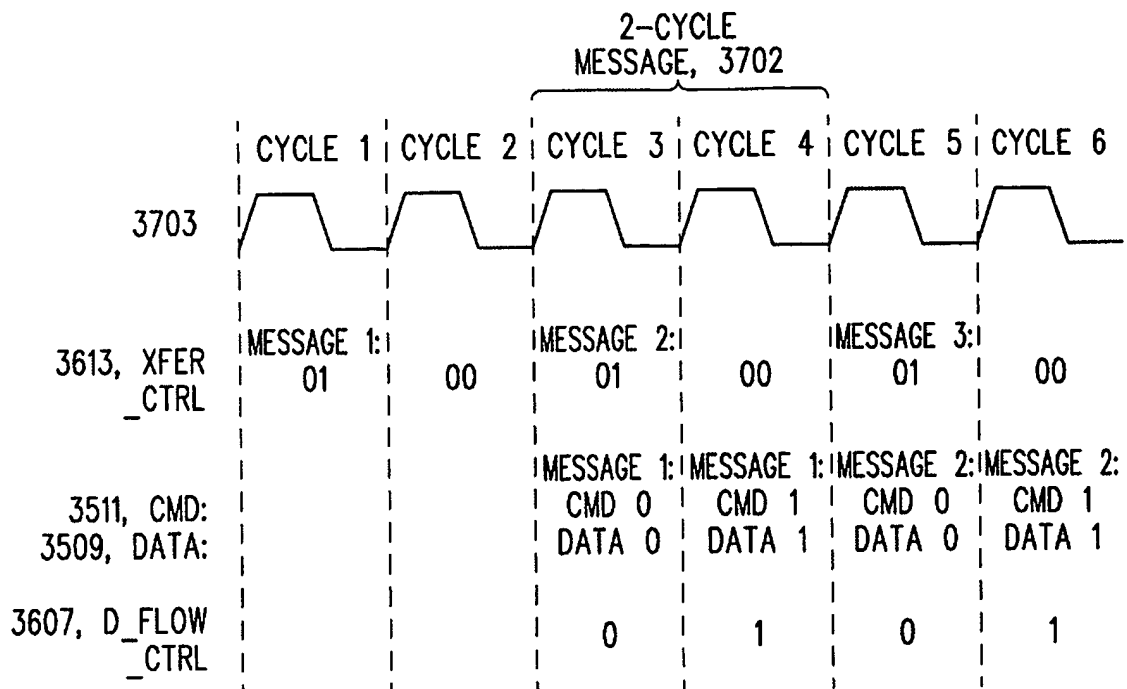 2-CYCLE
MESSAGE, 3702
CYCLE 1 CYCLE 2 CYCLE 3 CYCLE 4 CYCLE 5 CYCLE 6
3703
3613, XFER
_CTRL
MESSAGE 1:
01
00
MESSAGE 2:
01
00
MESSAGE 3:
01
00
3511, CMD:
3509, DATA:
MESSAGE 1:
CMD 0
DATA 0
MESSAGE 1:
CMD 1
DATA 1
MESSAGE 2:
CMD 0
DATA 0
MESSAGE 2:
CMD 1
DATA 1
3607, D_FLOW
_CTRL
0 1 0 1